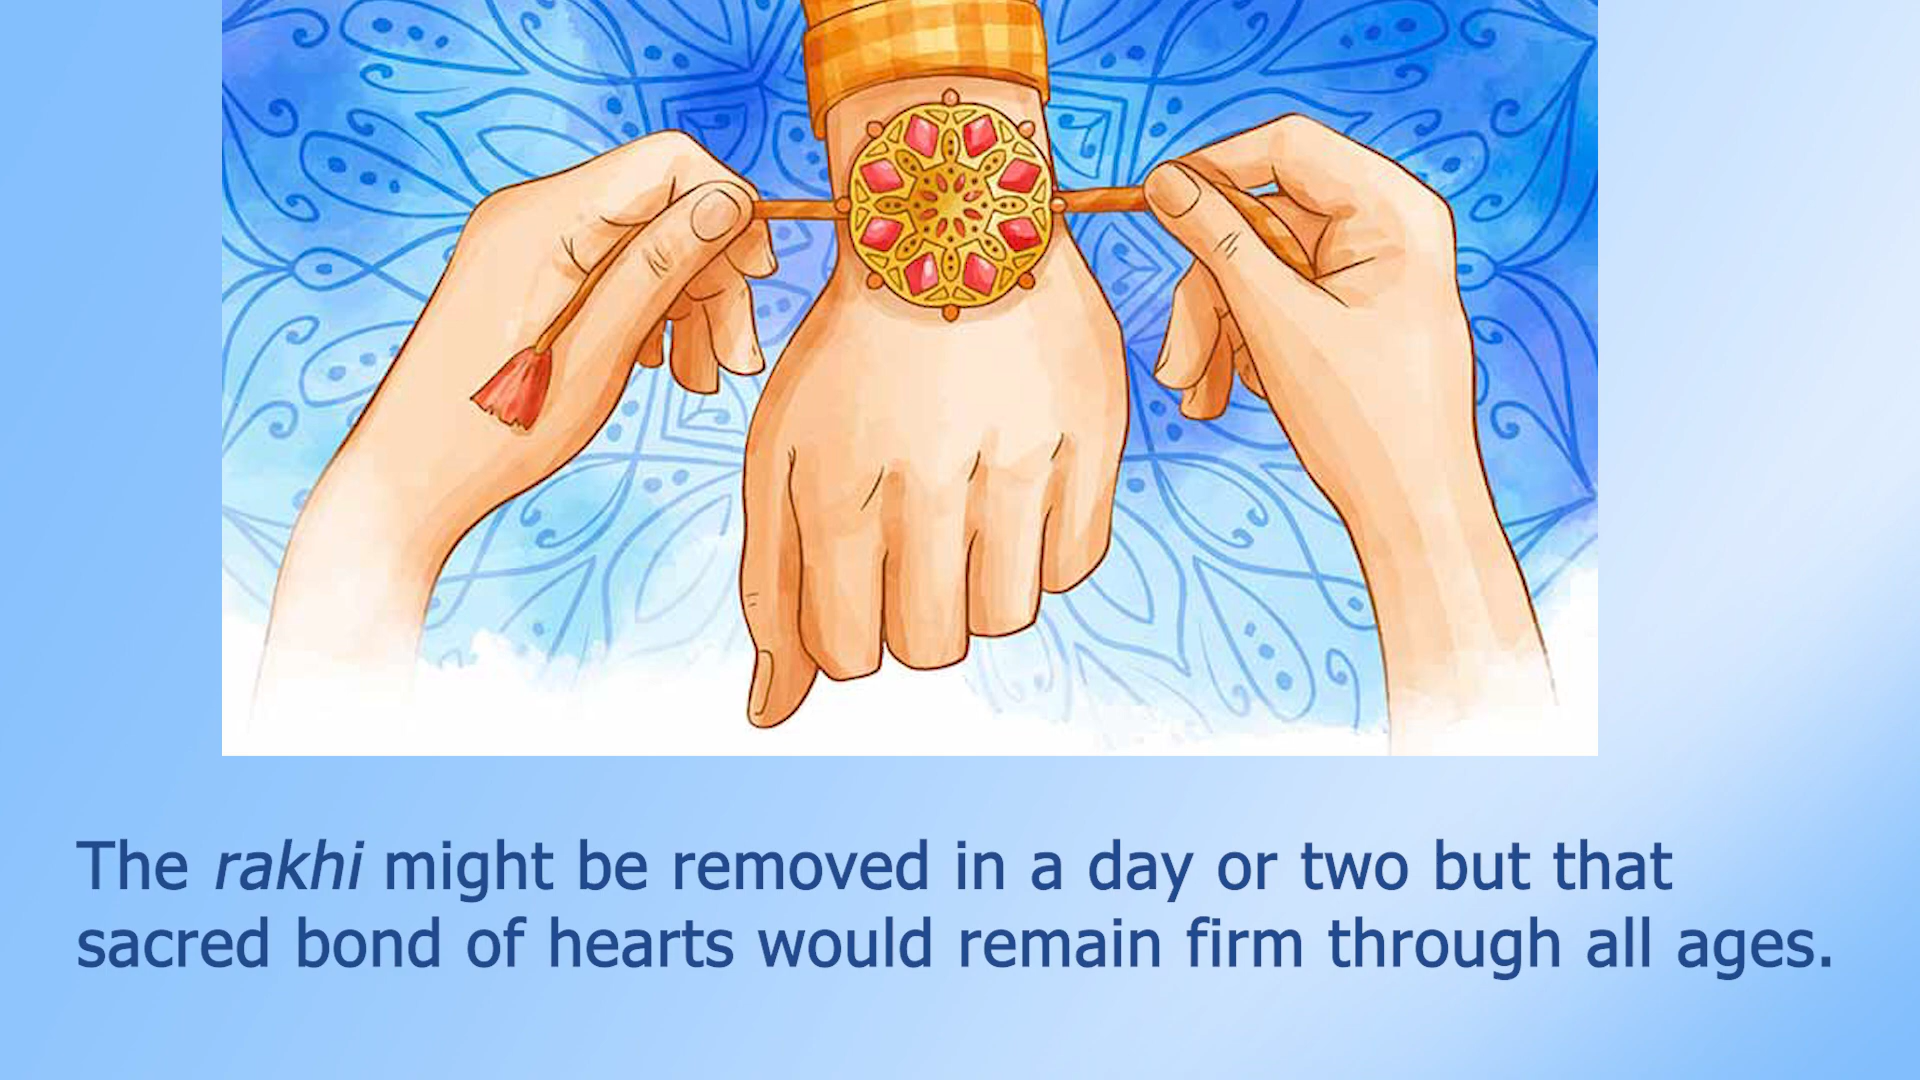 The rakhi might be removed in a day or two but that
sacred bond of hearts would remain firm through all ages.